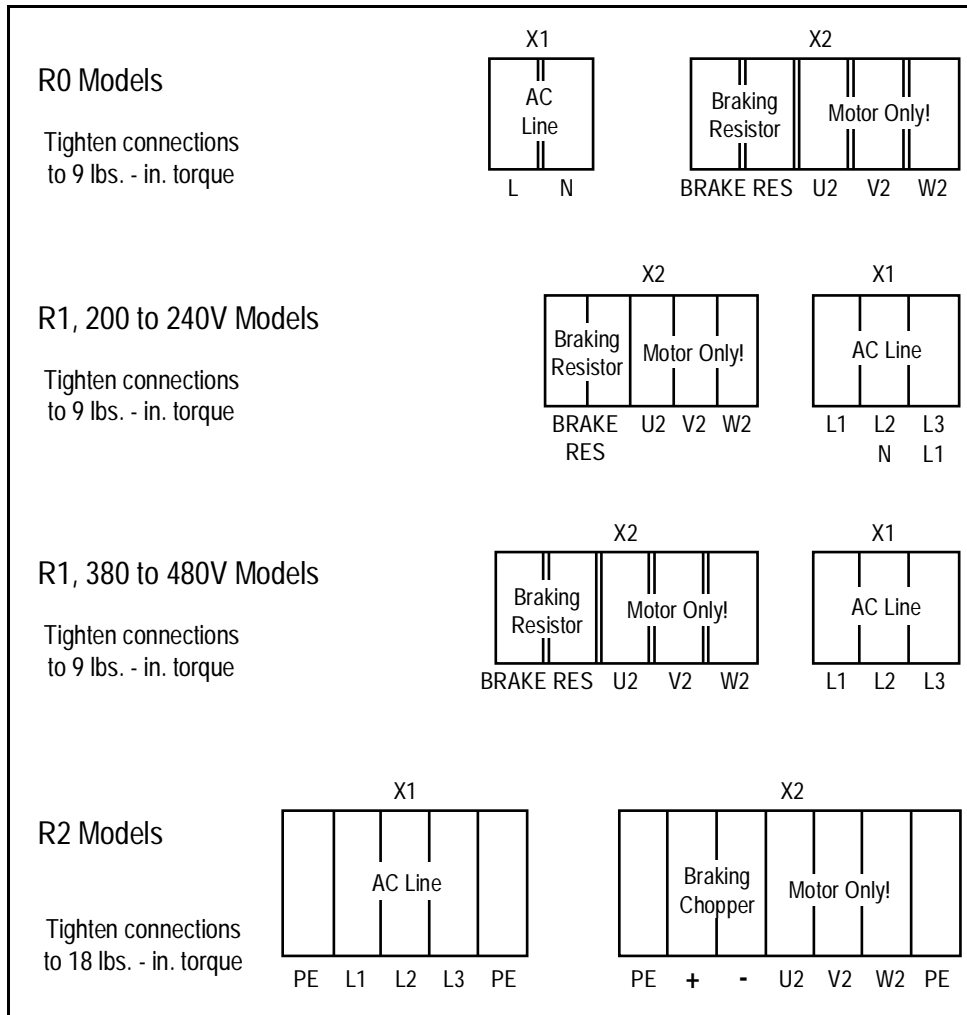 R0 Models
Tighten connections
to 9 lbs. - in. torque
X1
AC
Line
L N
X2
Braking
Resistor
Motor Only!
BRAKE RES U2 V2 W2
R1, 200 to 240V Models
Tighten connections
to 9 lbs. - in. torque
X2
Braking
Resistor
Motor Only!
BRAKE
RES
U2 V2 W2
X1
AC Line
L1 L2 L3
N L1
R1, 380 to 480V Models
Tighten connections
to 9 lbs. - in. torque
X2
Braking
Resistor
Motor Only!
BRAKE RES U2 V2 W2
X1
AC Line
L1 L2 L3
R2 Models
Tighten connections
to 18 lbs. - in. torque
X1
AC Line
PE L1 L2 L3 PE
X2
Braking
Chopper
Motor Only!
PE + - U2 V2 W2 PE